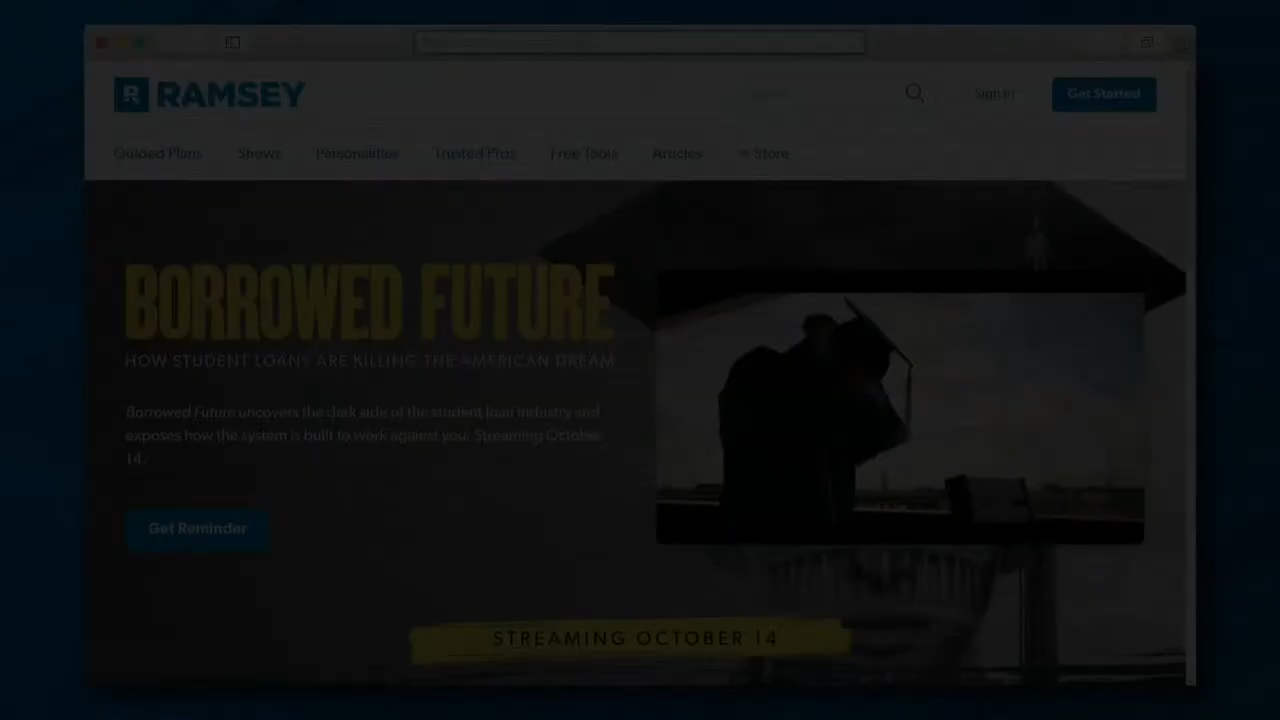 RAMSEY
Sign In
Get Started
Guided Plans Shows Personalities Trusted Pros Free Tools Articles Store
BORROWED FUTURE
HOW STUDENT LOANS ARE KILLING THE AMERICAN DREAM
Borrowed Future uncovers the dark side of the student loan industry and
exposes how the system is built to work against you. Streaming October
14.
Get Reminder
STREAMING OCTOBER 14